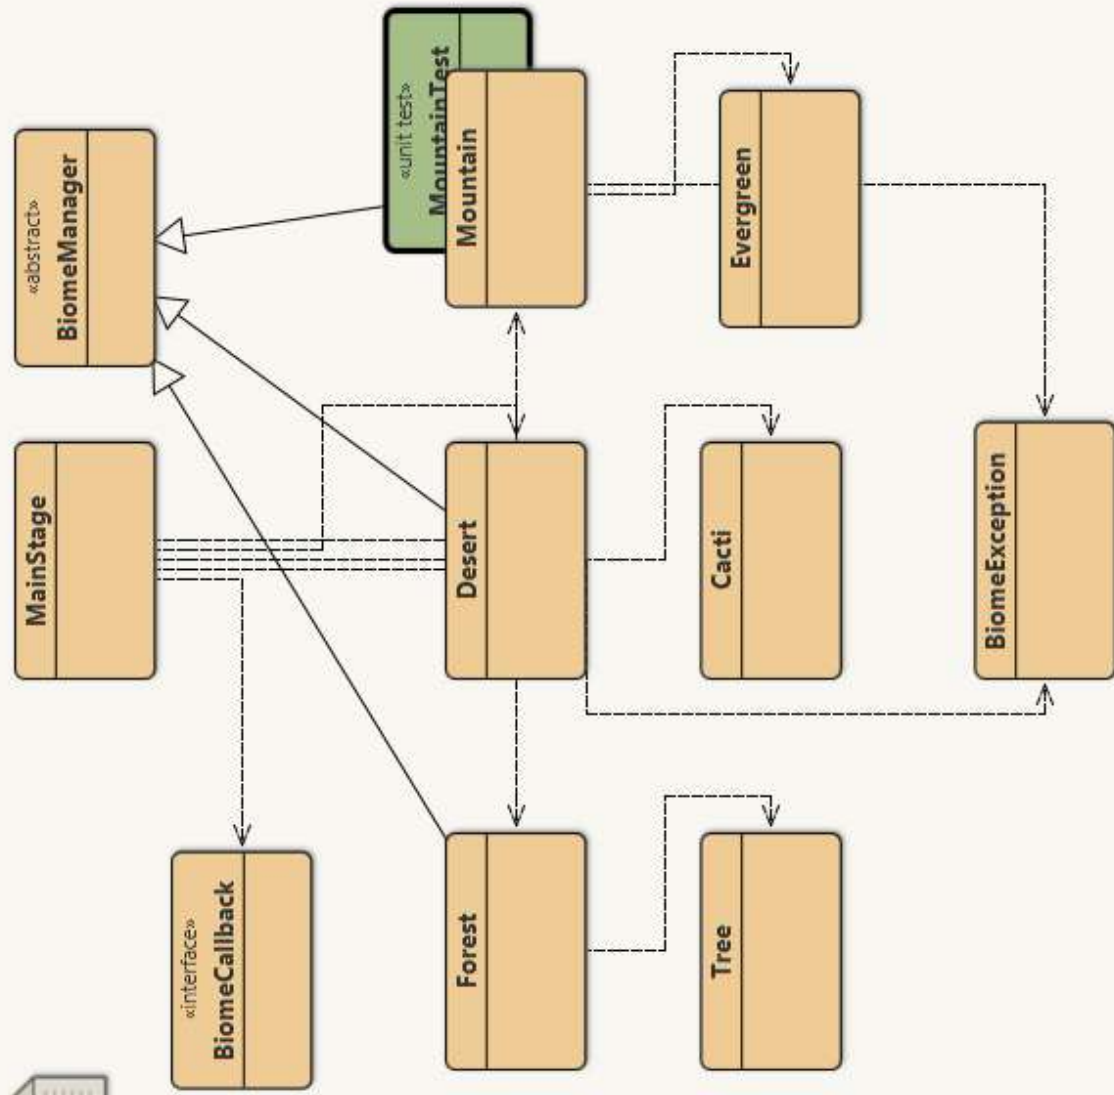 MainStage
«abstract»
BiomeManager
«interface»
BiomeCallback
«unit test»
MountainTest
Forest
Desert
Mountain
Tree
Cacti
Evergreen
BiomeException